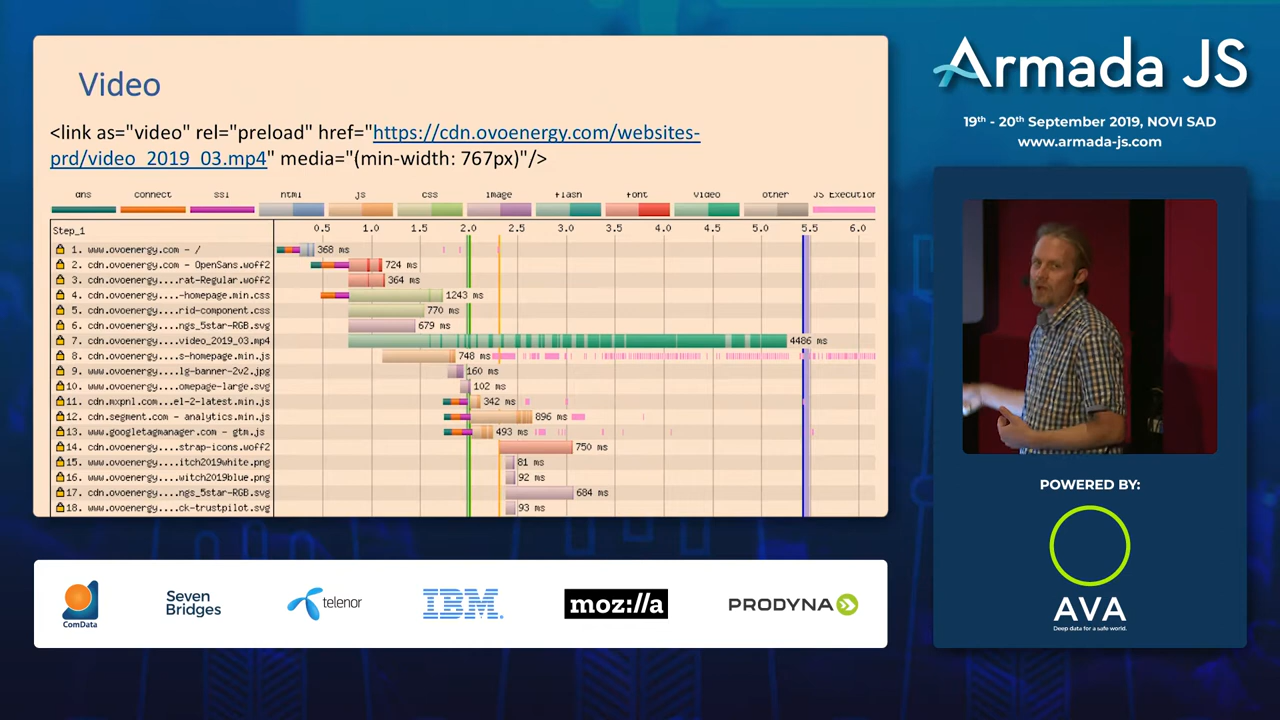 Video
<link as="video" rel="preload" href="https://cdn.ovoenergy.com/websites-
prd/video_2019_03.mp4" media="(min-width: 767px)"/>
dns connect ssl html js css image flash font video other JS Execution
Step_1 0.5 1.0 1.5 2.0 2.5 3.0 3.5 4.0 4.5 5.0 5.5 6.0
1. www.ovoenergy.com - / 368 ms
2. cdn.ovoenergy.com - OpenSans.woff2 724 ms
3. cdn.ovoenergy....rat-Regular.woff2 364 ms
4. cdn.ovoenergy....-homepage.min.css 1243 ms
5. cdn.ovoenergy....rid-component.css 770 ms
6. cdn.ovoenergy....ngs_5star-RGB.svg 679 ms
7. cdn.ovoenergy....video_2019_03.mp4 4486 ms
8. cdn.ovoenergy....s-homepage.min.js 748 ms
9. www.ovoenergy....lg-banner-2v2.jpg 160 ms
10. www.ovoenergy....omepage-large.svg 102 ms
11. cdn.mxpnl.com...el-2-latest.min.js 342 ms
12. cdn.segment.com - analytics.min.js 896 ms
13. www.googletagmanager.com - gtm.js 493 ms
14. cdn.ovoenergy....strap-icons.woff2 750 ms
15. www.ovoenergy....itch2019white.png 81 ms
16. www.ovoenergy....witch2019blue.png 92 ms
17. cdn.ovoenergy....ngs_5star-RGB.svg 684 ms
18. www.ovoenergy....ck-trustpilot.svg 93 ms
Armada JS
19th - 20th September 2019, NOVI SAD
www.armada-js.com
POWERED BY:
AVA
Deep data for a safe world.
ComData
Seven
Bridges
telenor
IBM
moz://a
PRODYNA